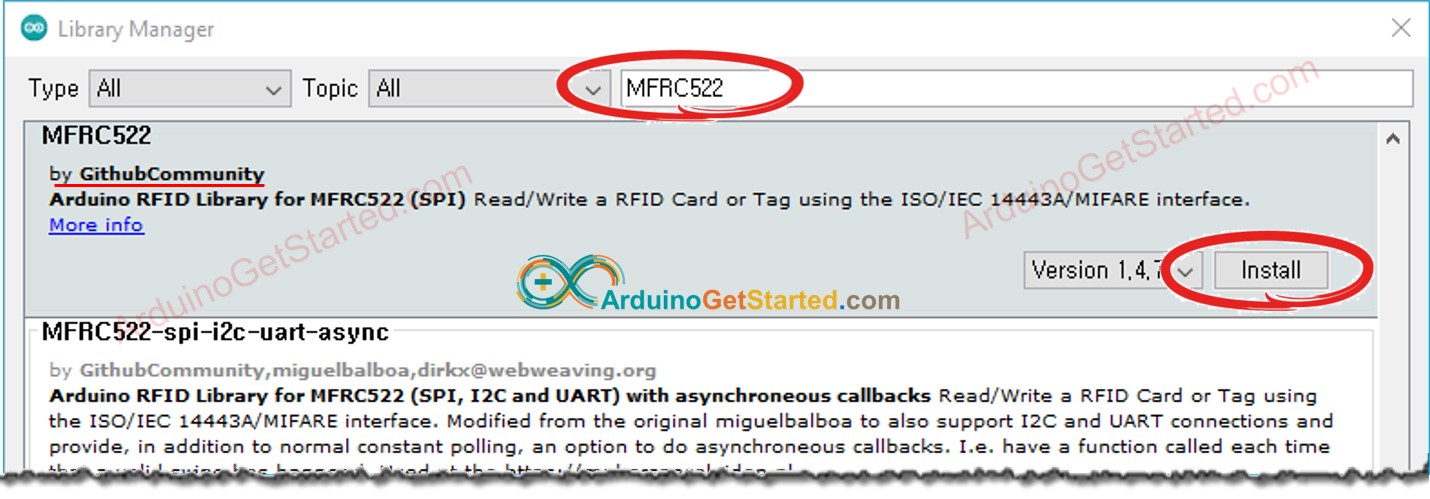 Library Manager
Type All Topic All MFRC522
MFRC522
by GithubCommunity
Arduino RFID Library for MFRC522 (SPI) Read/Write a RFID Card or Tag using the ISO/IEC 14443A/MIFARE interface.
More info
ArduinoGetStarted.com
ArduinoGetStarted.com
Version 1.4.7 Install
ArduinoGetStarted.com
MFRC522-spi-i2c-uart-async
by GithubCommunity,miguelbalboa,dirkx@webweaving.org
Arduino RFID Library for MFRC522 (SPI, I2C and UART) with asynchroneous callbacks Read/Write a RFID Card or Tag using
the ISO/IEC 14443A/MIFARE interface. Modified from the original miguelbalboa to also support I2C and UART connections and
provide, in addition to normal constant polling, an option to do asynchroneous callbacks. I.e. have a function called each time